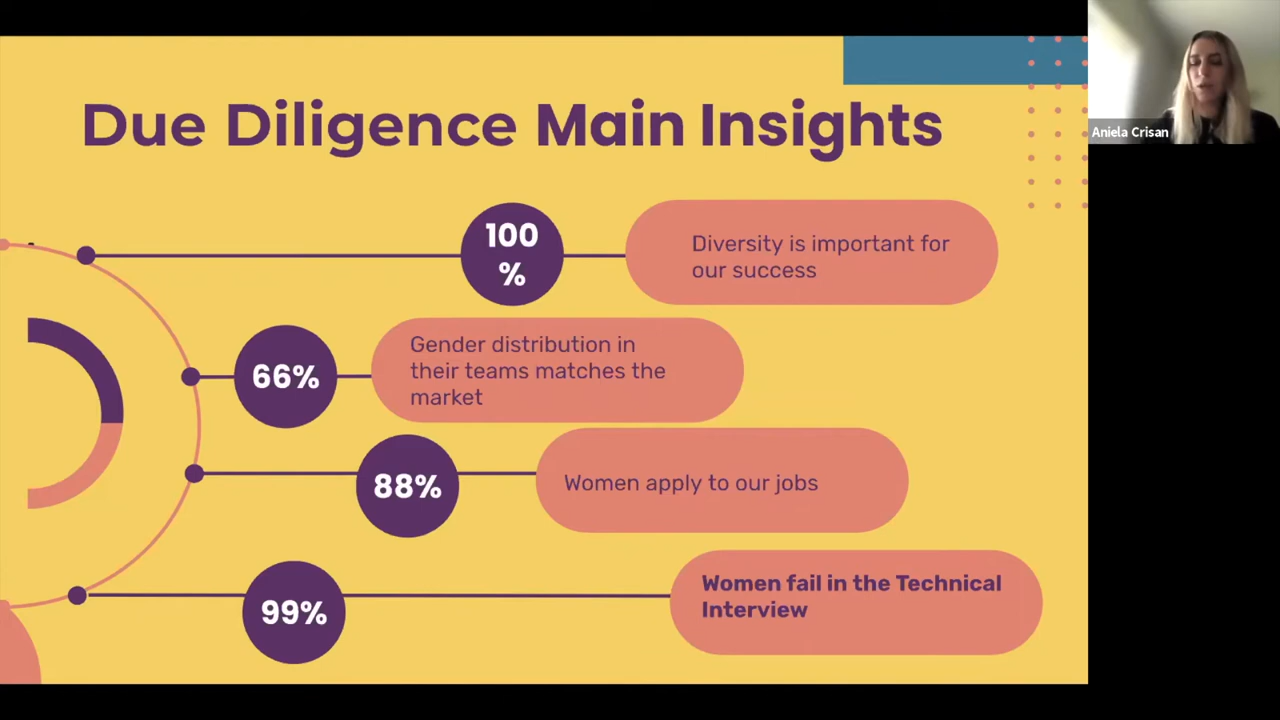 Due Diligence Main Insights
100
%
Diversity is important for
our success
66%
Gender distribution in
their teams matches the
market
88%
Women apply to our jobs
99%
Women fail in the Technical
Interview
Aniela Crisan